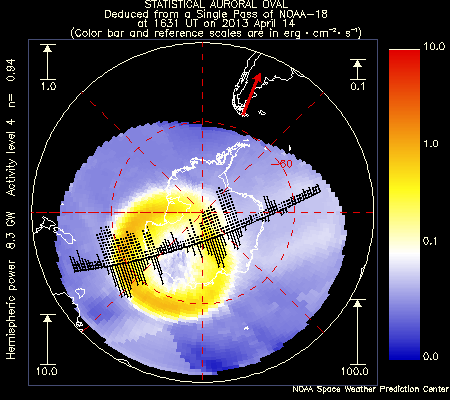 STATISTICAL AURORAL OVAL
Deduced from a Single Pass of NOAA-18
at 1631 UT on 2013 April 14
(Color bar and reference scales are in erg · cm⁻² · s⁻¹)
1.0
0.1
10.0
-60
1.0
0.1
0.0
10.0
100.0
Hemispheric power 8.3 GW Activity level 4 n= 0.94
NOAA Space Weather Prediction Center